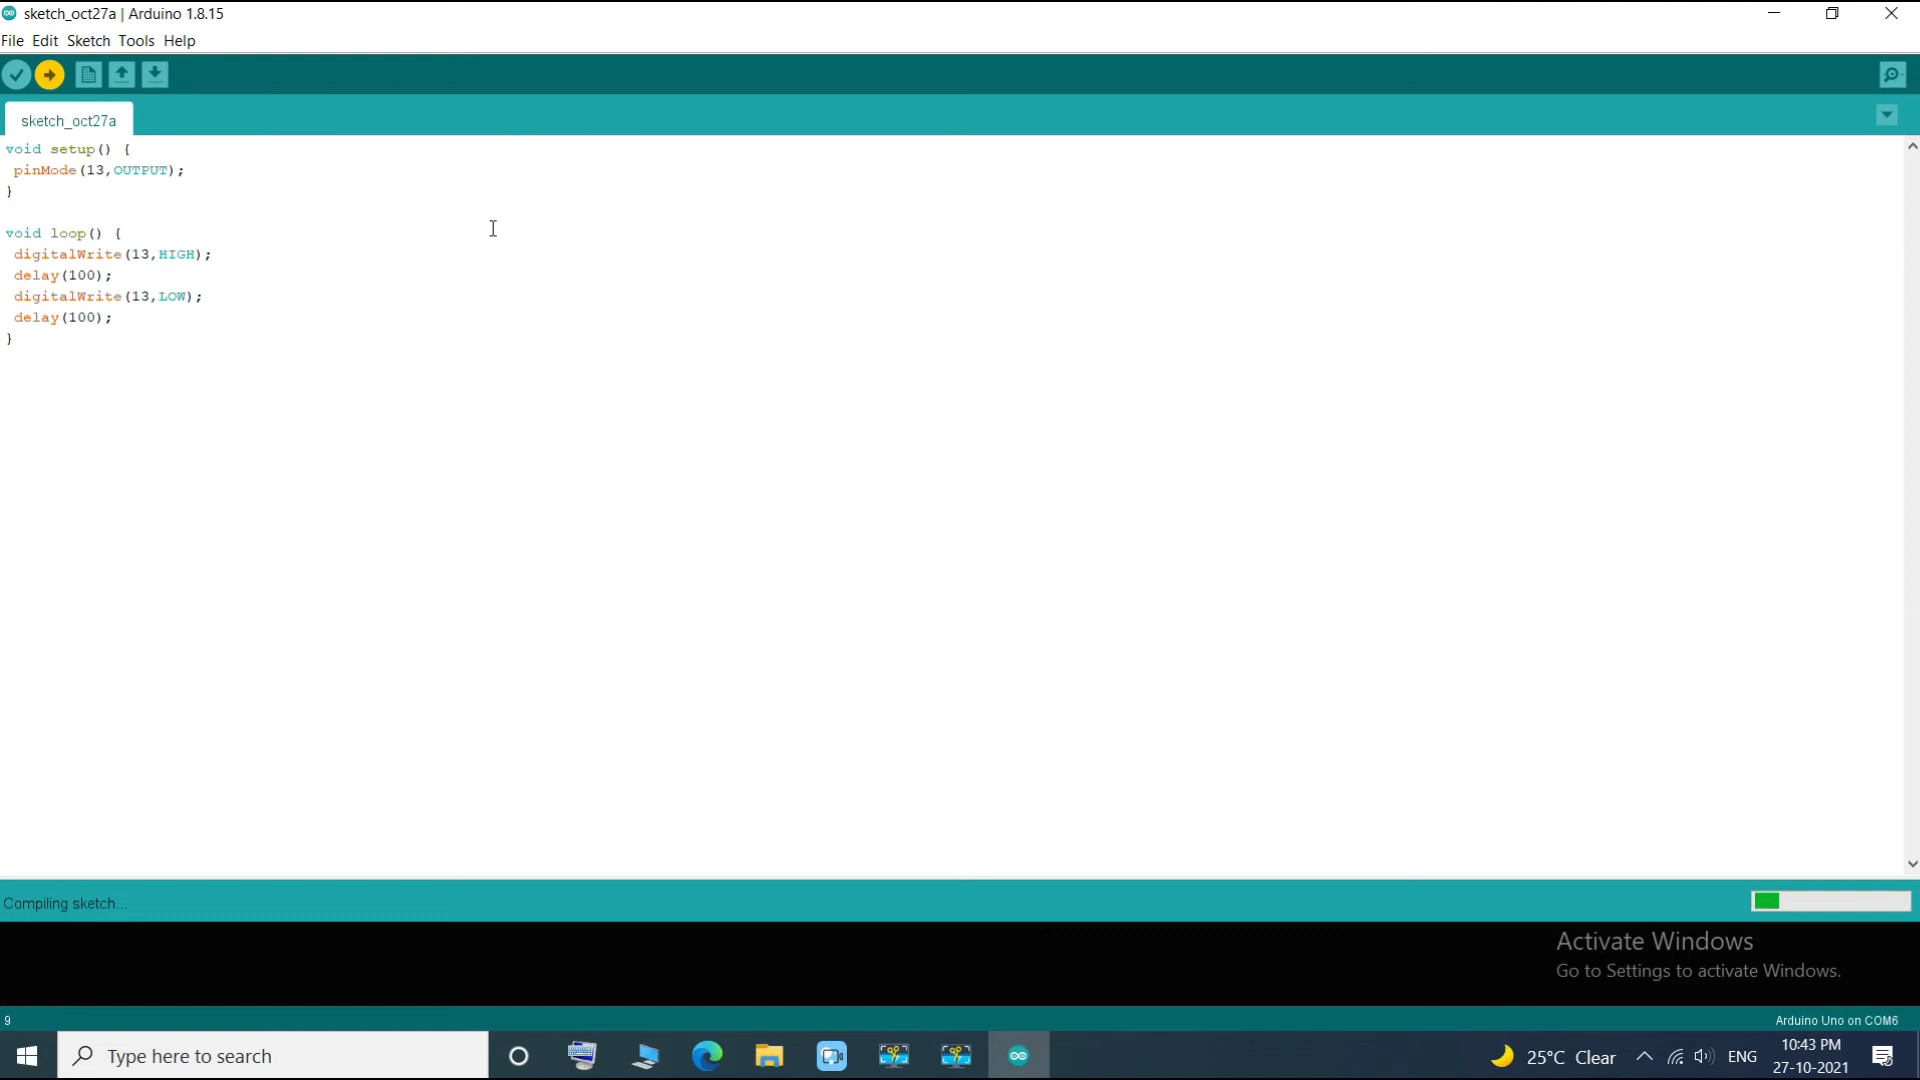 sketch_oct27a | Arduino 1.8.15
File Edit Sketch Tools Help
sketch_oct27a
void setup() {
pinMode(13,OUTPUT);
}
void loop() {
digitalWrite(13,HIGH);
delay(100);
digitalWrite(13,LOW);
delay(100);
}
Compiling sketch...
Activate Windows
Go to Settings to activate Windows.
9
Arduino Uno on COM6
Type here to search
25°C Clear
ENG
10:43 PM
27-10-2021